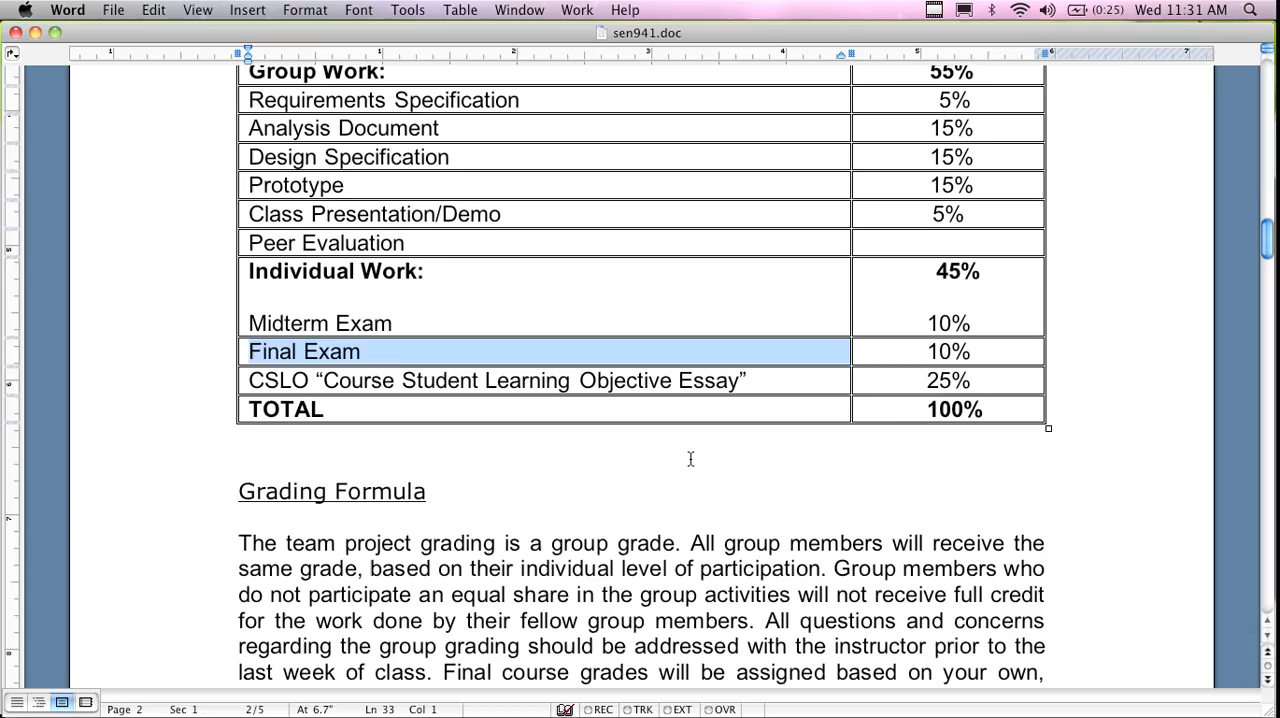 Word File Edit View Insert Format Font Tools Table Window Work Help (0:25) Wed 11:31 AM
sen941.doc
1 1 2 3 4 5 6 7
Group Work: 55%
Requirements Specification 5%
Analysis Document 15%
Design Specification 15%
Prototype 15%
Class Presentation/Demo 5%
Peer Evaluation
Individual Work: 45%
Midterm Exam 10%
Final Exam 10%
CSLO “Course Student Learning Objective Essay” 25%
TOTAL 100%
Grading Formula
The team project grading is a group grade. All group members will receive the
same grade, based on their individual level of participation. Group members who
do not participate an equal share in the group activities will not receive full credit
for the work done by their fellow group members. All questions and concerns
regarding the group grading should be addressed with the instructor prior to the
last week of class. Final course grades will be assigned based on your own,
Page 2 Sec 1 2/5 At 6.7" Ln 33 Col 1 REC TRK EXT OVR